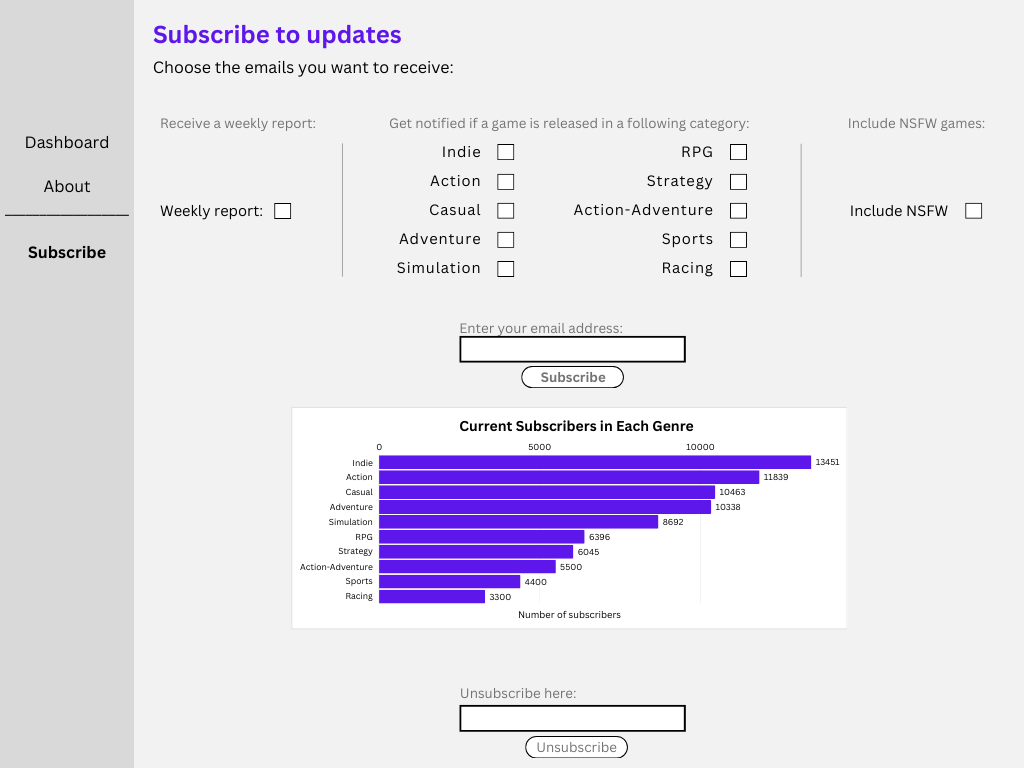 Subscribe to updates
Choose the emails you want to receive:
Dashboard
About
Subscribe
Receive a weekly report:
Weekly report:
Get notified if a game is released in a following category:
Indie
Action
Casual
Adventure
Simulation
RPG
Strategy
Action-Adventure
Sports
Racing
Include NSFW games:
Include NSFW
Enter your email address:
Subscribe
Current Subscribers in Each Genre
0 5000 10000
Indie 13451
Action 11839
Casual 10463
Adventure 10338
Simulation 8692
RPG 6396
Strategy 6045
Action-Adventure 5500
Sports 4400
Racing 3300
Number of subscribers
Unsubscribe here:
Unsubscribe